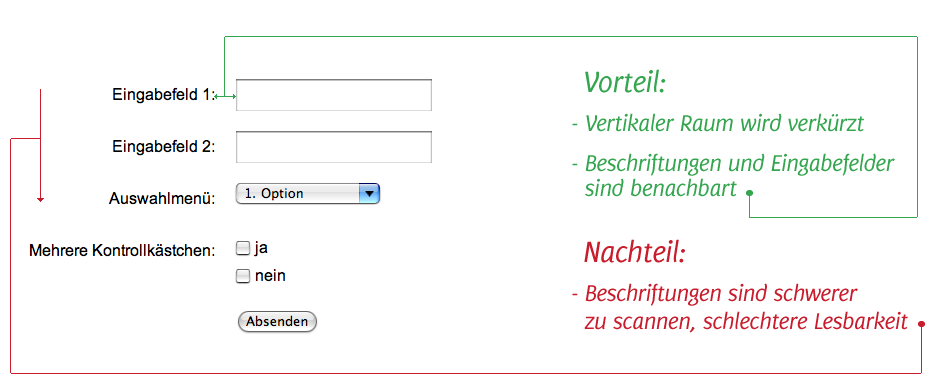 Eingabefeld 1:
Eingabefeld 2:
Auswahlmenü:
1. Option
Mehrere Kontrollkästchen:
ja
nein
Absenden
Vorteil:
- Vertikaler Raum wird verkürzt
- Beschriftungen und Eingabefelder
sind benachbart
Nachteil:
- Beschriftungen sind schwerer
zu scannen, schlechtere Lesbarkeit